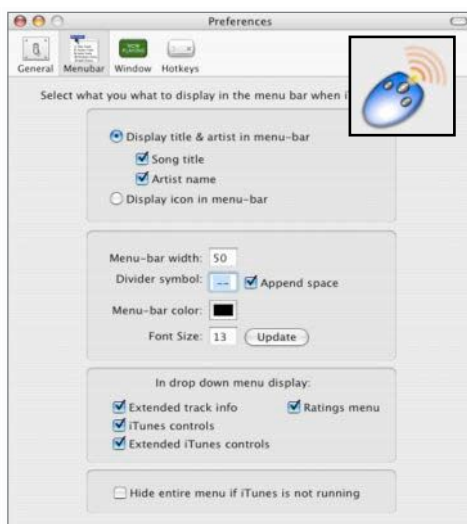 Preferences
General Menubar Window Hotkeys
Select what you what to display in the menu bar when i
Display title & artist in menu-bar
Song title
Artist name
Display icon in menu-bar
Menu-bar width: 50
Divider symbol: -- Append space
Menu-bar color:
Font Size: 13 Update
In drop down menu display:
Extended track info Ratings menu
iTunes controls
Extended iTunes controls
Hide entire menu if iTunes is not running